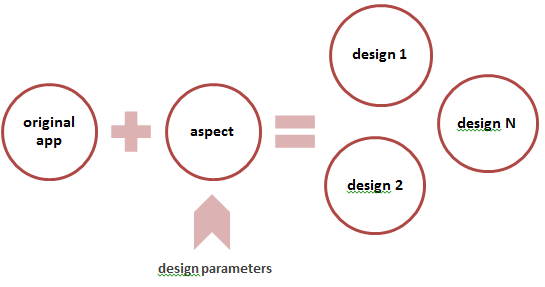 original
app
aspect
design 1
design 2
design N
design parameters